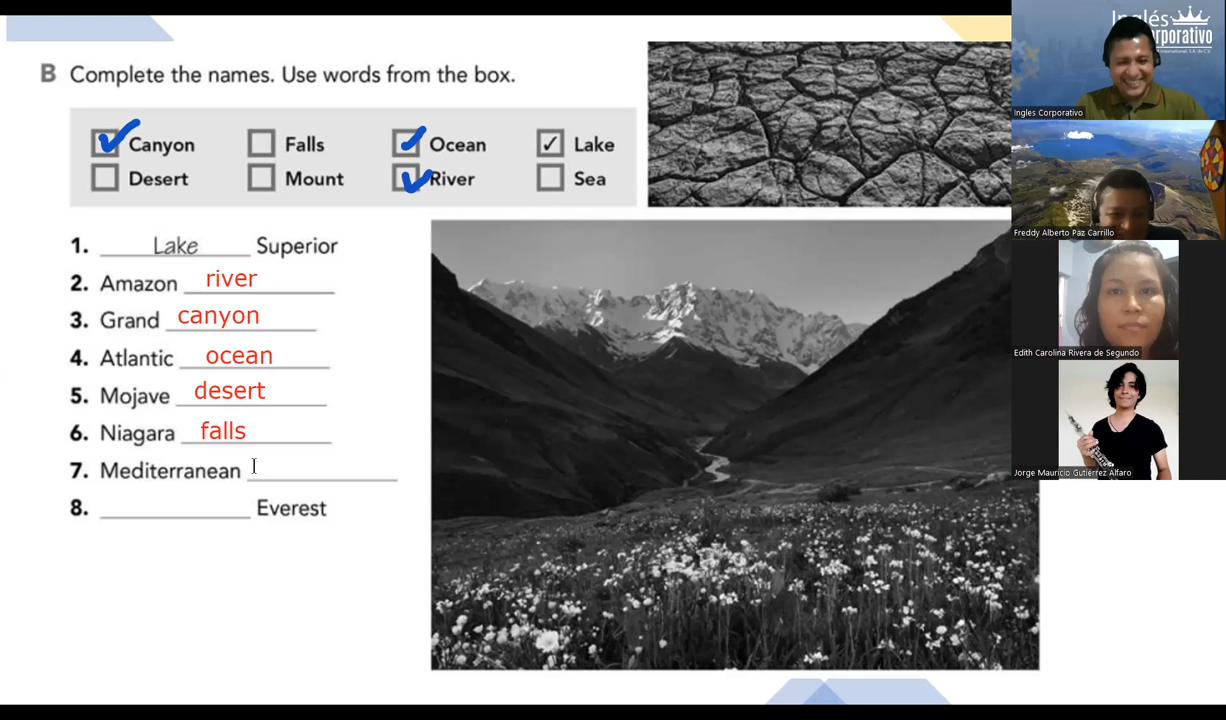 B Complete the names. Use words from the box.
Canyon Falls Ocean Lake
Desert Mount River Sea
1. Lake Superior
2. Amazon river
3. Grand canyon
4. Atlantic ocean
5. Mojave desert
6. Niagara falls
7. Mediterranean
8. Everest
Inglés
Corporativo
Ingles Corporativo
Freddy Alberto Paz Carrillo
Edith Carolina Rivera de Segundo
Jorge Mauricio Gutiérrez Alfaro